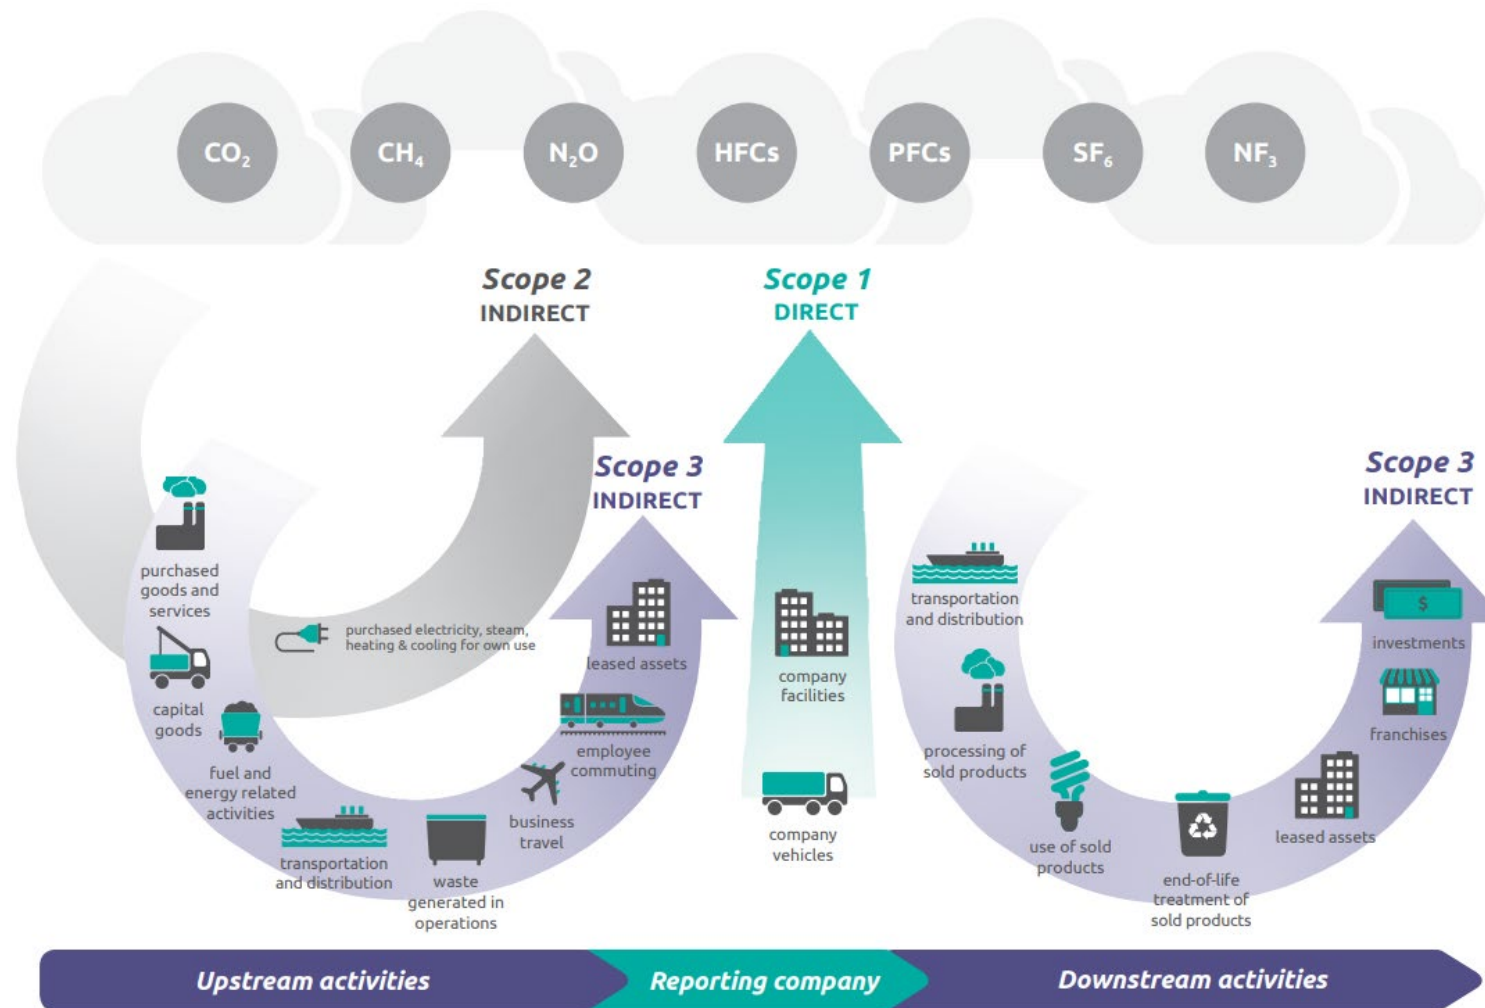 CO₂
CH₄
N₂O
HFCs
PFCs
SF₆
NF₃
Scope 2
INDIRECT
Scope 1
DIRECT
Scope 3
INDIRECT
Scope 3
INDIRECT
purchased
goods and
services
capital
goods
fuel and
energy related
activities
transportation
and distribution
waste
generated in
operations
business
travel
employee
commuting
leased assets
purchased electricity, steam,
heating & cooling for own use
company
facilities
company
vehicles
transportation
and distribution
processing of
sold products
use of sold
products
end-of-life
treatment of
sold products
leased assets
franchises
$
investments
Upstream activities
Reporting company
Downstream activities